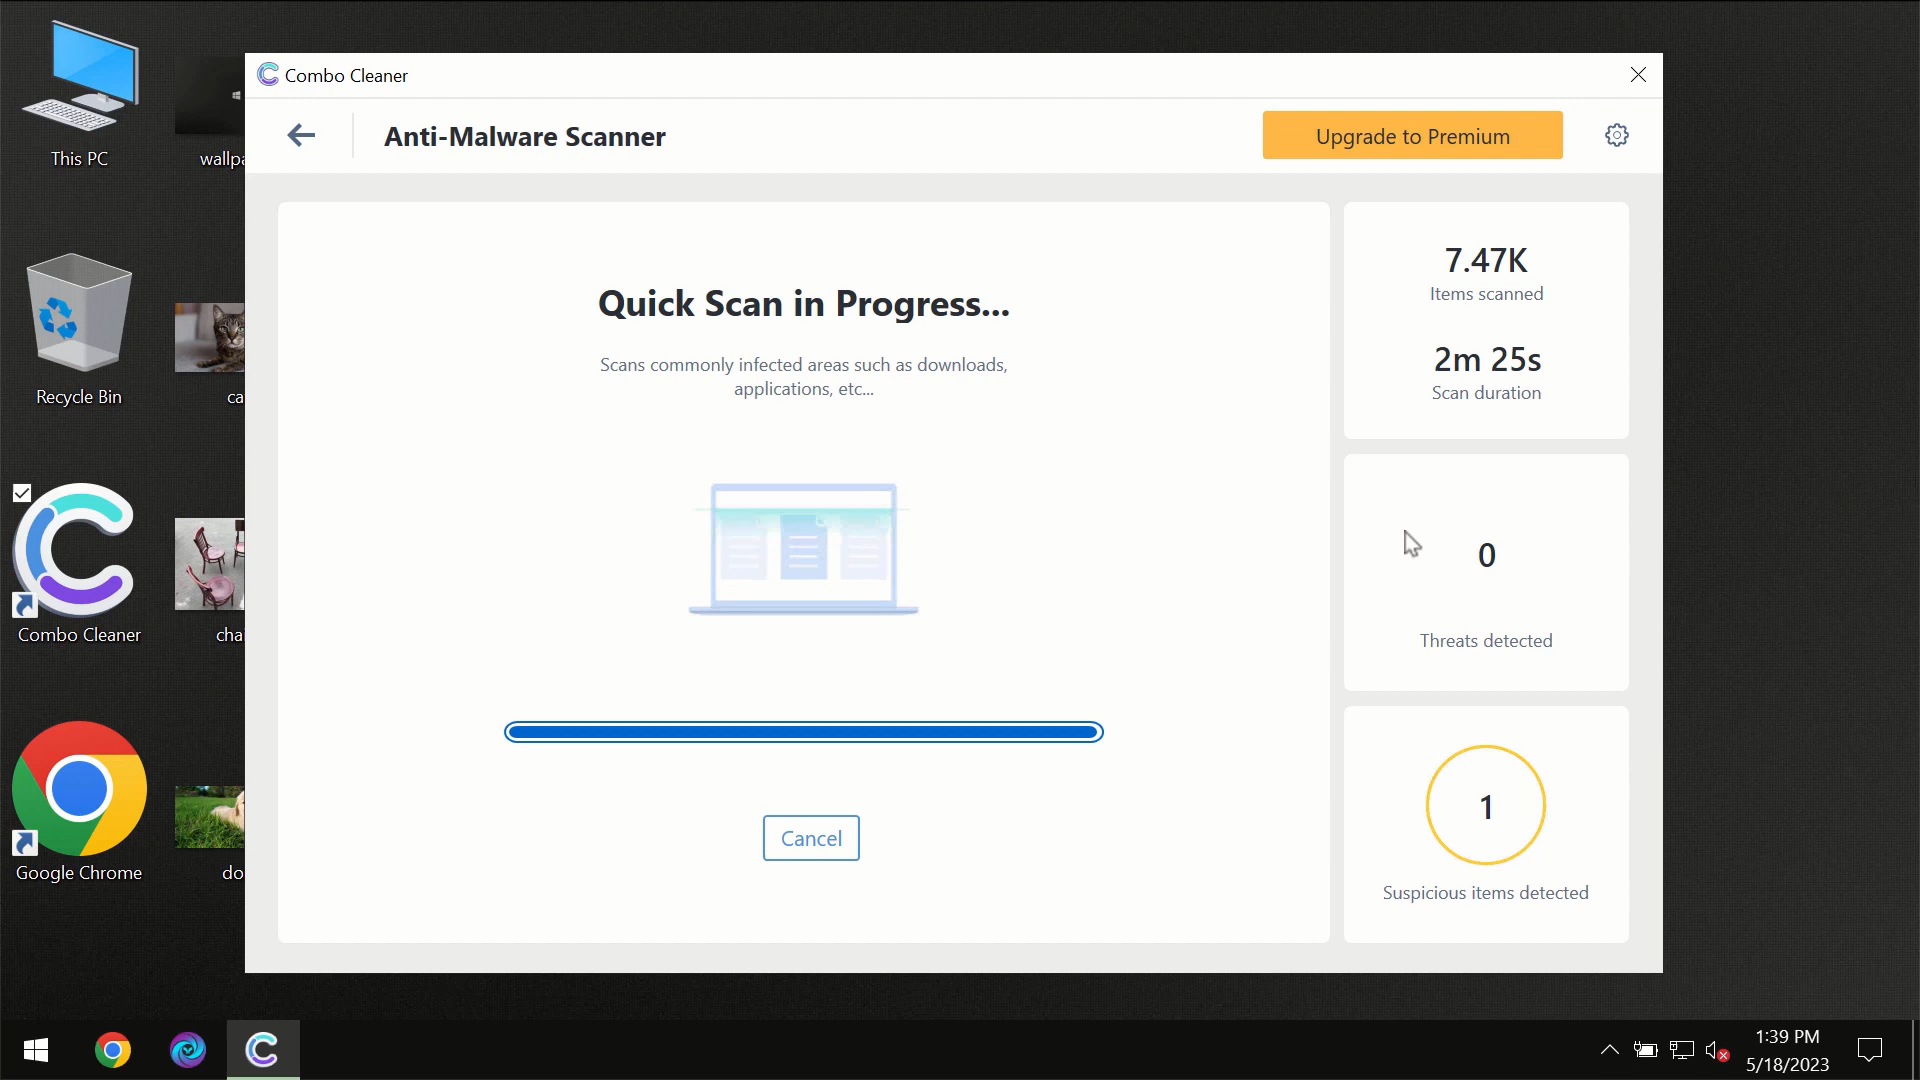 This PC
wallpa
Recycle Bin
ca
Combo Cleaner
chai
Google Chrome
do
Combo Cleaner
Anti-Malware Scanner
Upgrade to Premium
Quick Scan in Progress...
Scans commonly infected areas such as downloads,
applications, etc...
Cancel
7.47K
Items scanned
2m 25s
Scan duration
0
Threats detected
1
Suspicious items detected
1:39 PM
5/18/2023